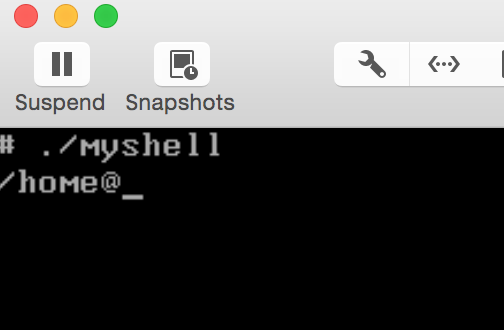 Suspend Snapshots
# ./myshell
/home@_